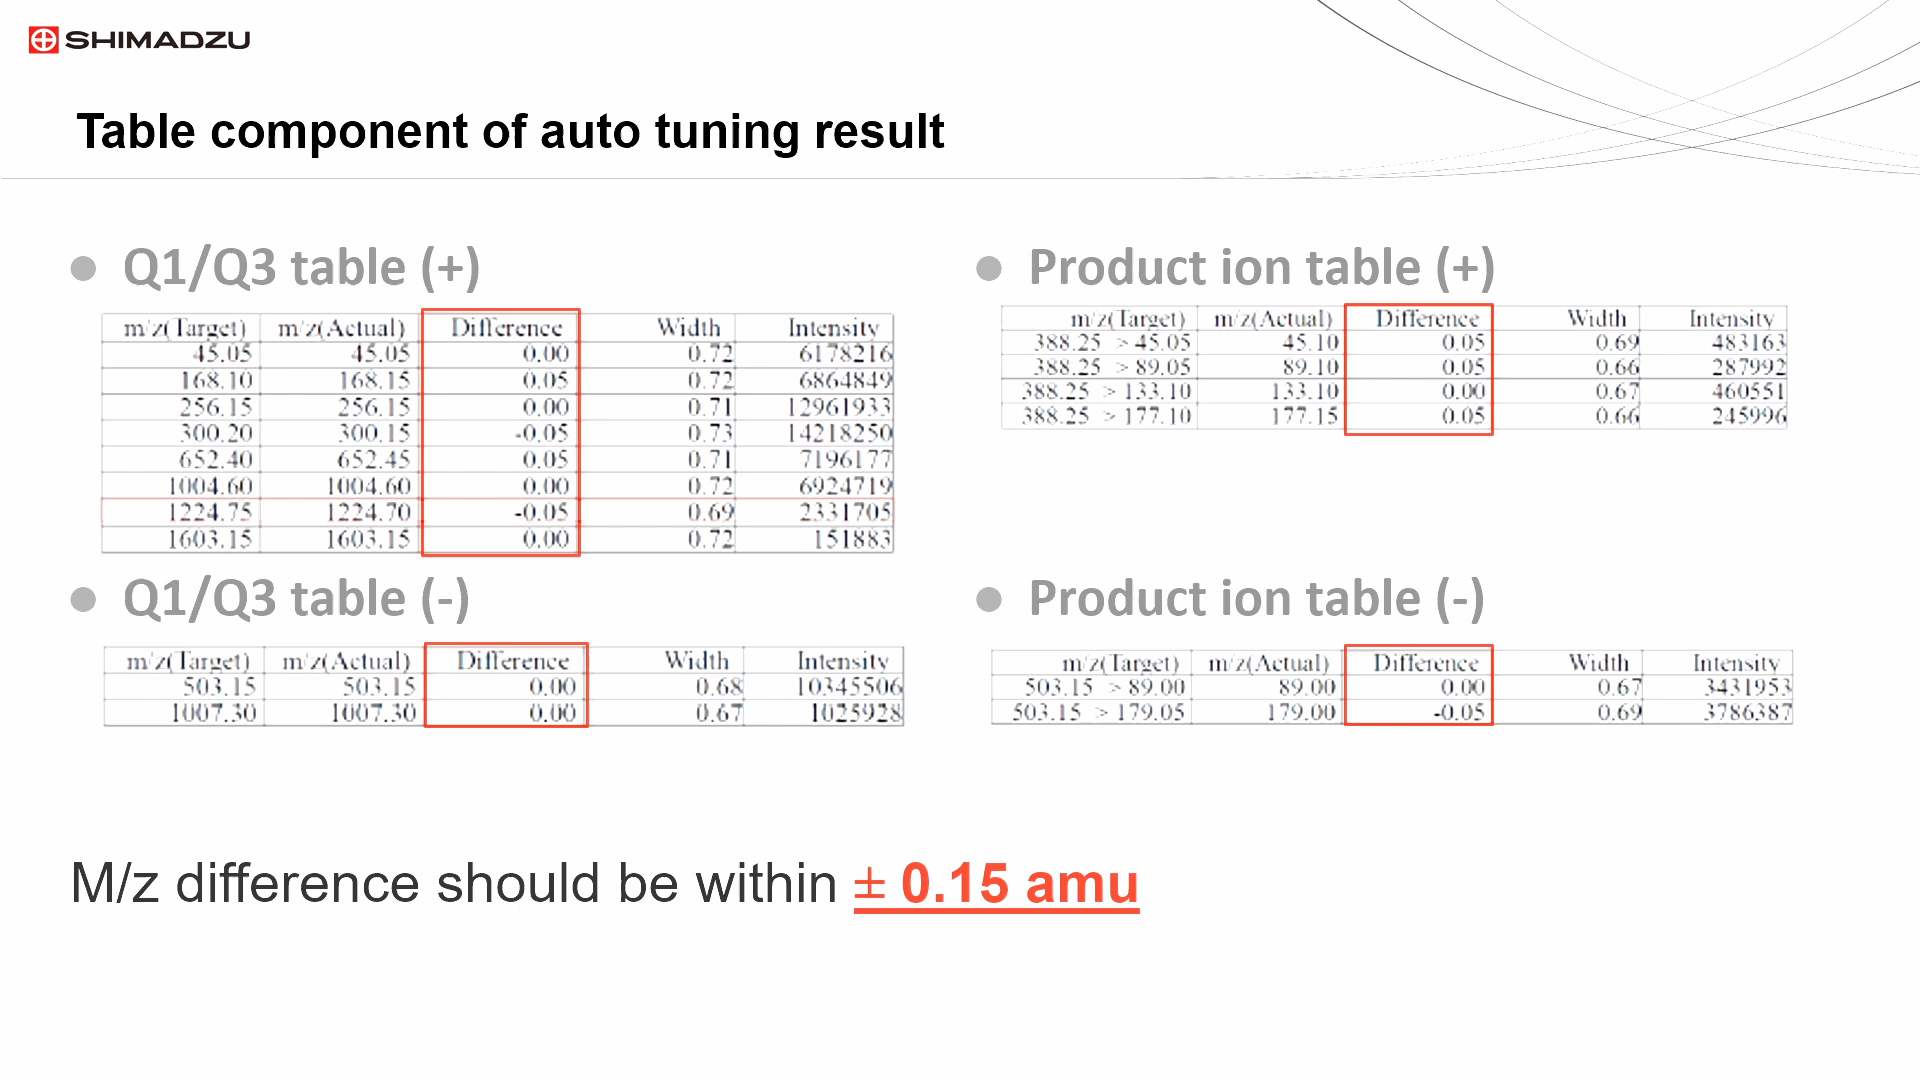 SHIMADZU
Table component of auto tuning result
Q1/Q3 table (+)
m/z(Target) m/z(Actual) Difference Width Intensity
45.05 45.05 0.00 0.72 6178216
168.10 168.15 0.05 0.72 6864849
256.15 256.15 0.00 0.71 12961933
300.20 300.15 -0.05 0.73 14218250
652.40 652.45 0.05 0.71 7196177
1004.60 1004.60 0.00 0.72 6924719
1224.75 1224.70 -0.05 0.69 2331705
1603.15 1603.15 0.00 0.72 151883
Product ion table (+)
m/z(Target) m/z(Actual) Difference Width Intensity
388.25 > 45.05 45.10 0.05 0.69 483163
388.25 > 89.05 89.10 0.05 0.66 287992
388.25 > 133.10 133.10 0.00 0.67 460551
388.25 > 177.10 177.15 0.05 0.66 245996
Q1/Q3 table (-)
m/z(Target) m/z(Actual) Difference Width Intensity
503.15 503.15 0.00 0.68 10345506
1007.30 1007.30 0.00 0.67 1025928
Product ion table (-)
m/z(Target) m/z(Actual) Difference Width Intensity
503.15 > 89.00 89.00 0.00 0.67 3431953
503.15 > 179.05 179.00 -0.05 0.69 3786387
M/z difference should be within ± 0.15 amu